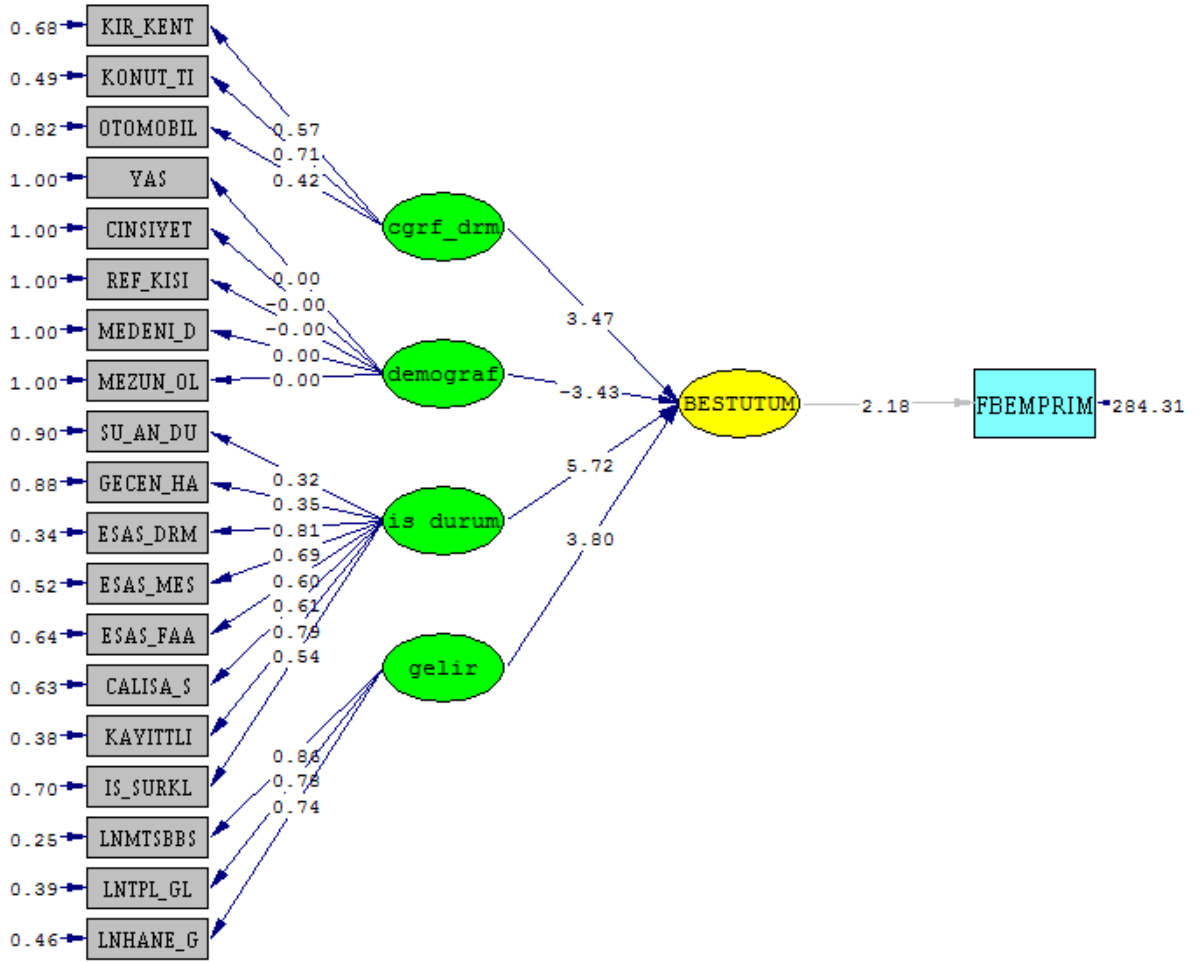 0.68 KIR_KENT
0.49 KONUT_TI
0.82 OTOMOBIL
1.00 YAS
1.00 CINSIYET
1.00 REF_KISI
1.00 MEDENI_D
1.00 MEZUN_OL
0.90 SU_AN_DU
0.88 GECEN_HA
0.34 ESAS_DRM
0.52 ESAS_MES
0.64 ESAS_FAA
0.63 CALISA_S
0.38 KAYITTLI
0.70 IS_SURKL
0.25 LNMTSBBS
0.39 LNTPL_GL
0.46 LNHANE_G
0.57
0.71
0.42
0.00
-0.00
-0.00
0.00
0.00
0.32
0.35
0.81
0.69
0.60
0.61
0.79
0.54
0.86
0.78
0.74
cgrf_drm
demograf
is durum
gelir
3.47
-3.43
5.72
3.80
BESTUTUM
2.18
FBEMPRIM
284.31